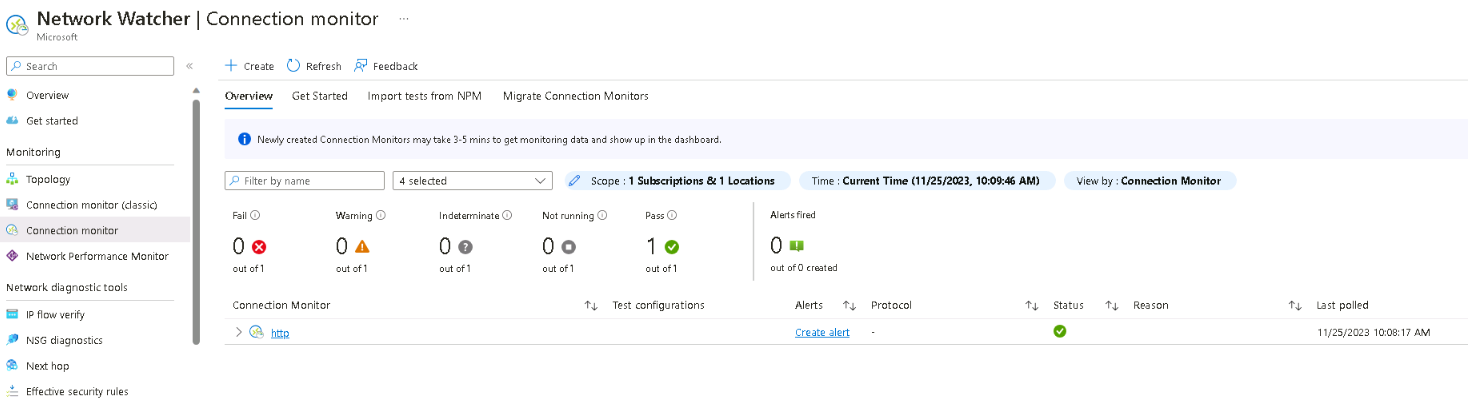 Network Watcher | Connection monitor ...
Microsoft
Search «
Overview
Get started
Monitoring
Topology
Connection monitor (classic)
Connection monitor
Network Performance Monitor
Network diagnostic tools
IP flow verify
NSG diagnostics
Next hop
Effective security rules
Create Refresh Feedback
Overview Get Started Import tests from NPM Migrate Connection Monitors
Newly created Connection Monitors may take 3-5 mins to get monitoring data and show up in the dashboard.
Filter by name 4 selected Scope : 1 Subscriptions & 1 Locations Time : Current Time (11/25/2023, 10:09:46 AM) View by : Connection Monitor
Fail Warning Indeterminate Not running Pass Alerts fired
0 0 0 0 1 0
out of 1 out of 1 out of 1 out of 1 out of 1 out of 0 created
Connection Monitor Test configurations Alerts Protocol Status Reason Last polled
http Create alert - 11/25/2023 10:08:17 AM